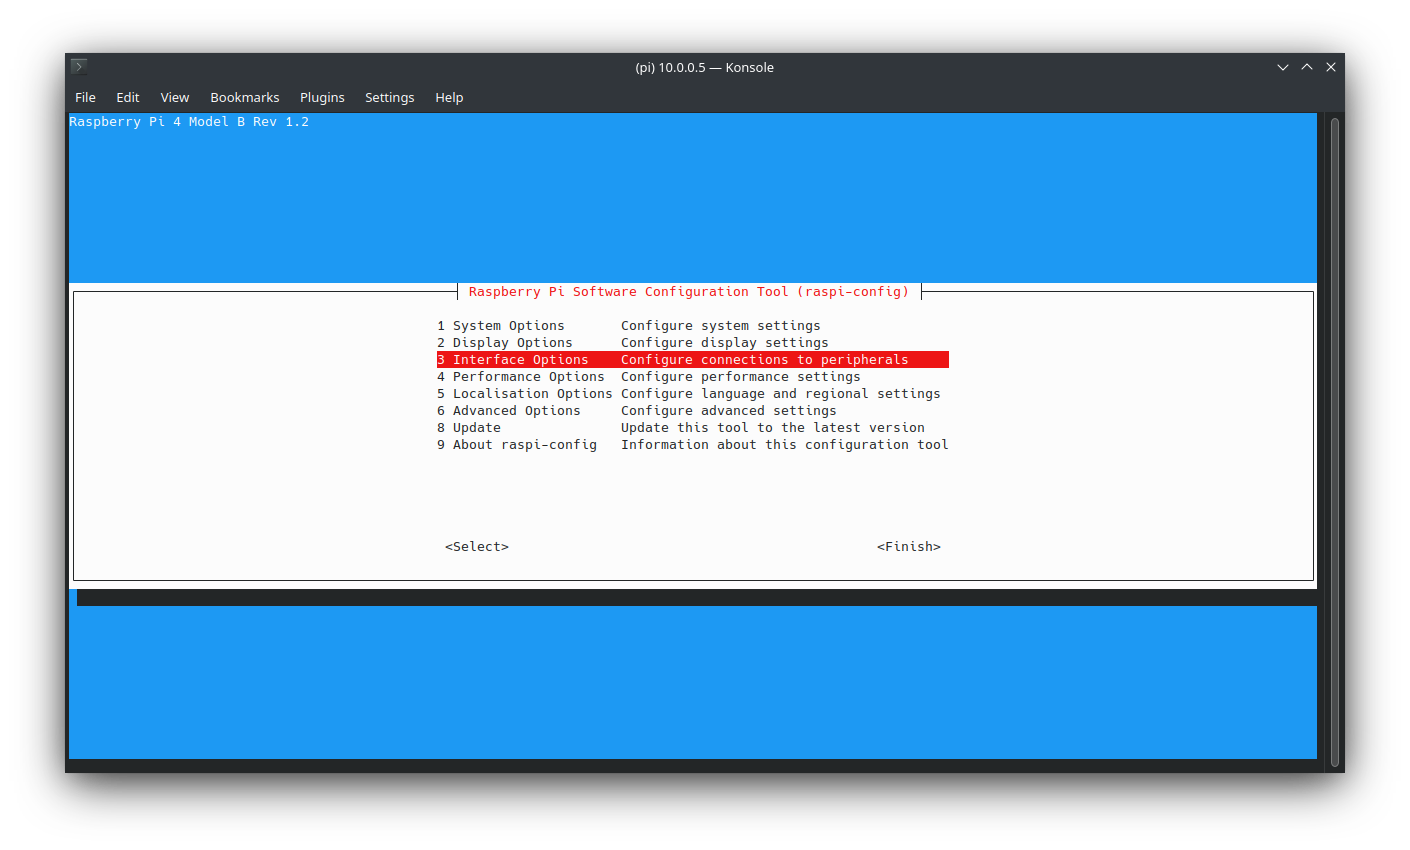 (pi) 10.0.0.5 — Konsole
File Edit View Bookmarks Plugins Settings Help
Raspberry Pi 4 Model B Rev 1.2
Raspberry Pi Software Configuration Tool (raspi-config)
1 System Options Configure system settings
2 Display Options Configure display settings
3 Interface Options Configure connections to peripherals
4 Performance Options Configure performance settings
5 Localisation Options Configure language and regional settings
6 Advanced Options Configure advanced settings
8 Update Update this tool to the latest version
9 About raspi-config Information about this configuration tool
<Select> <Finish>